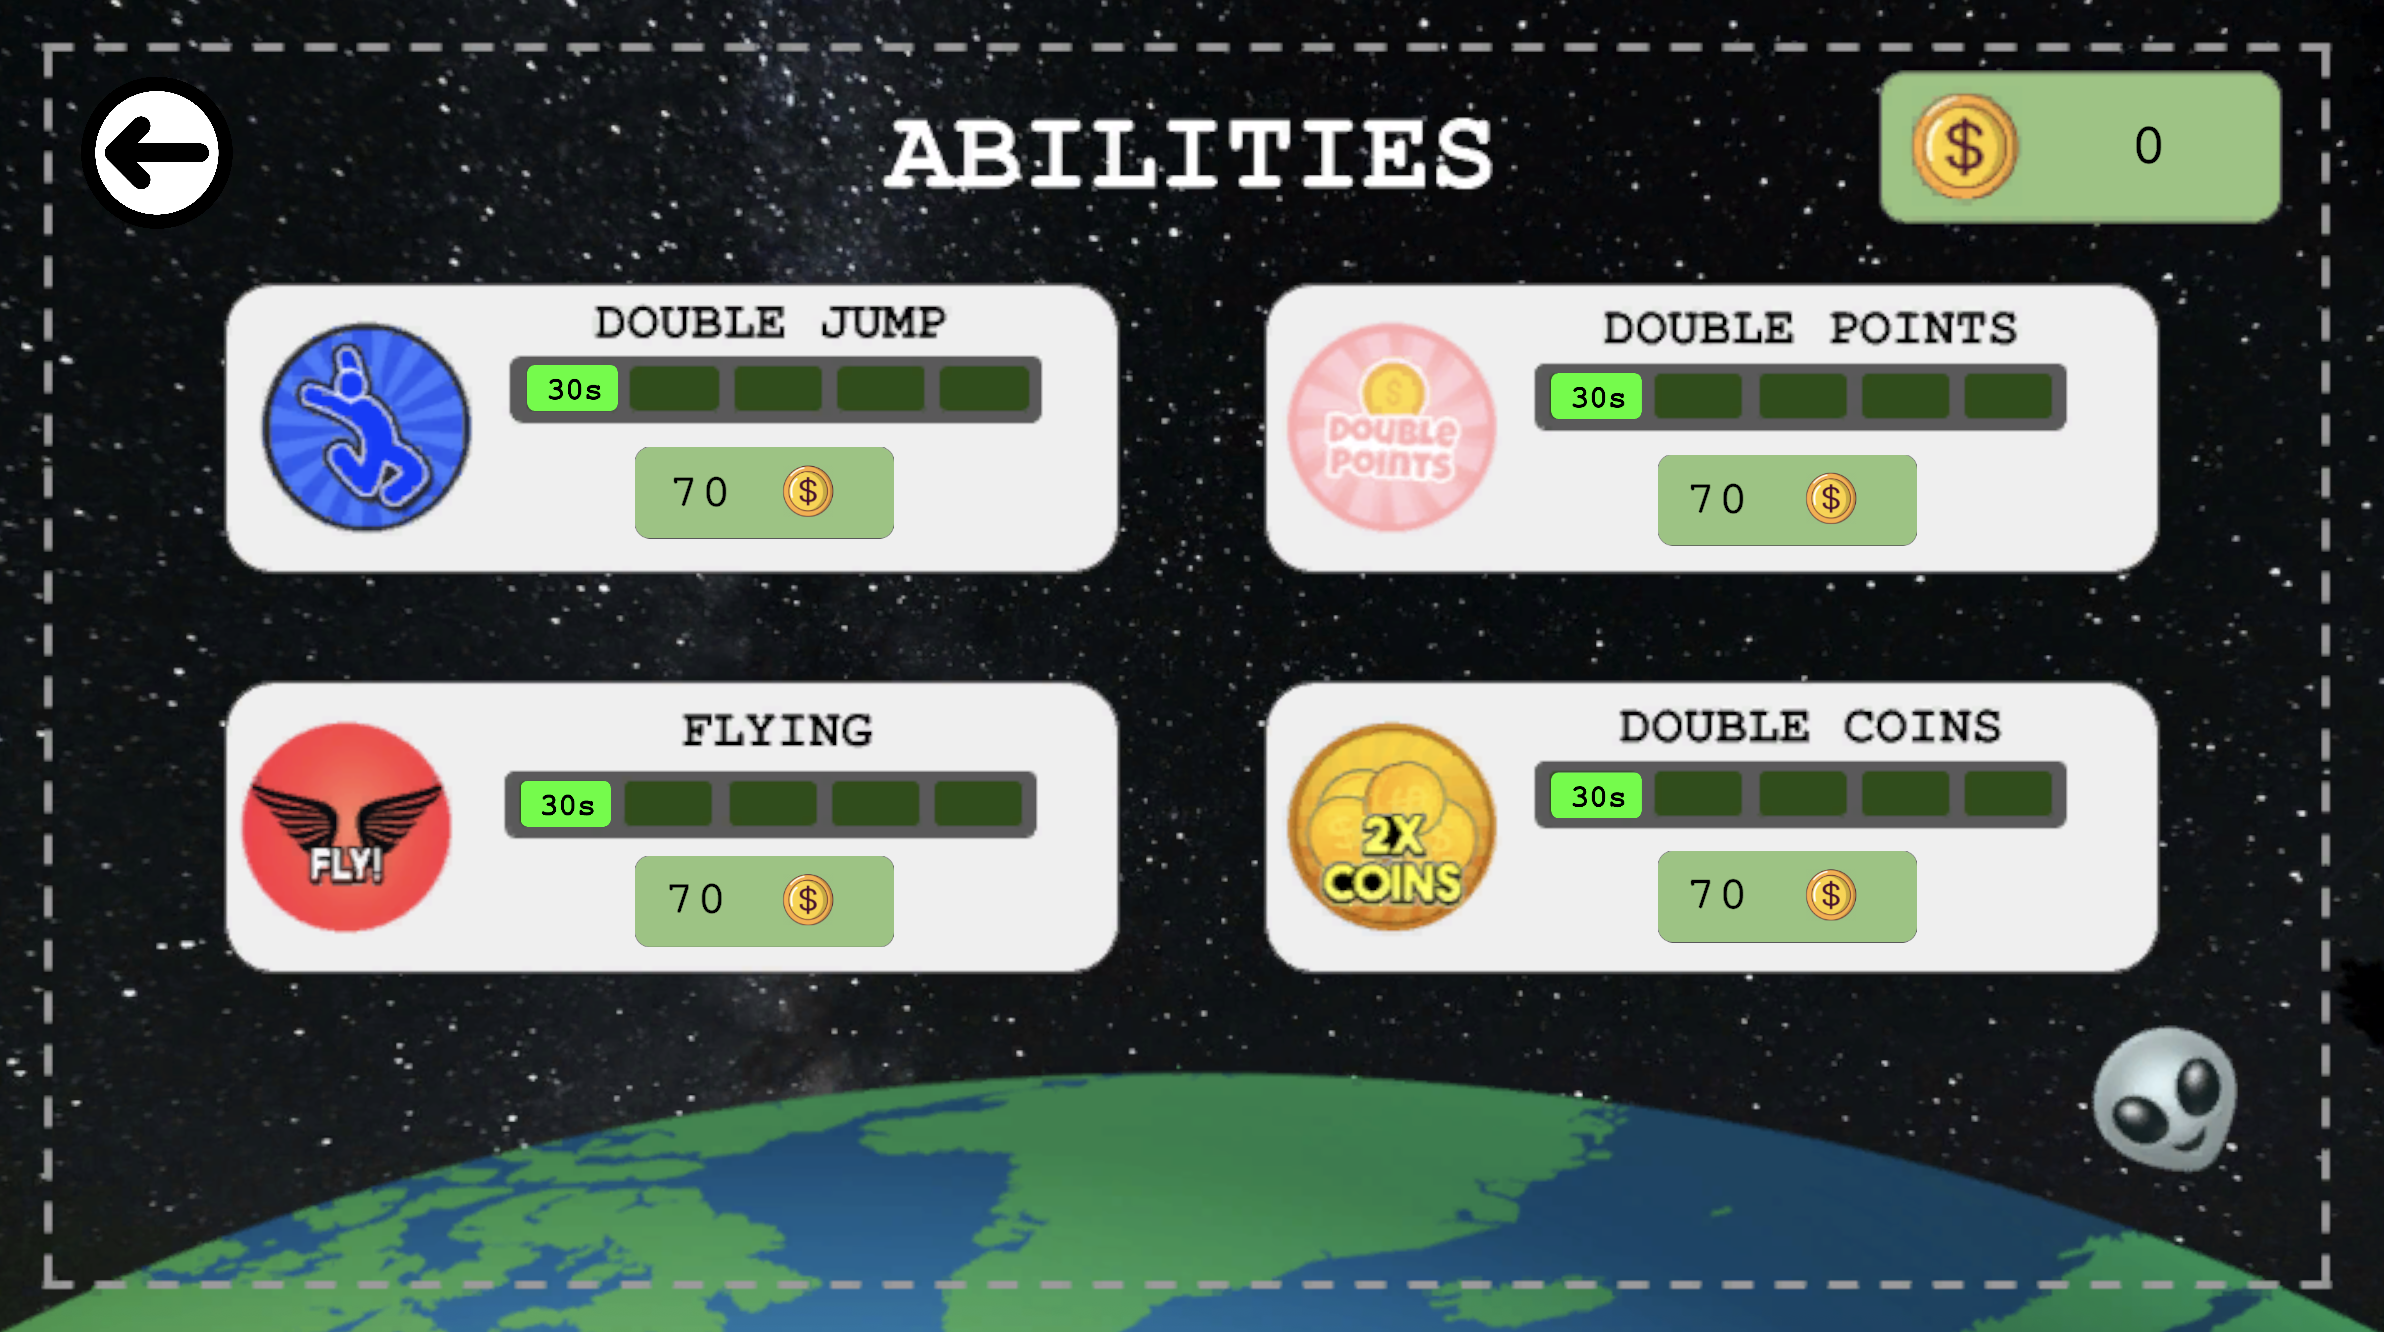 ABILITIES
$ 0
DOUBLE JUMP
30s
70 $
DOUBLE POINTS
$
DOUBLE
POINTS
30s
70 $
FLYING
FLY!
30s
70 $
DOUBLE COINS
2X
COINS
30s
70 $